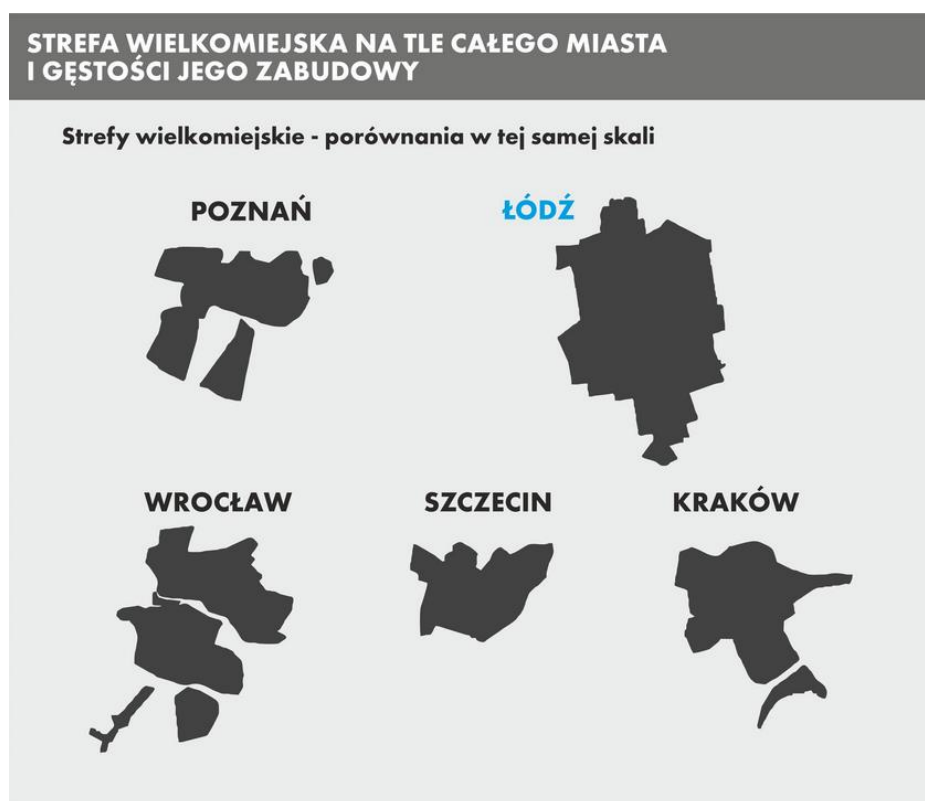 STREFA WIELKOMIEJSKA NA TLE CAŁEGO MIASTA
I GĘSTOŚCI JEGO ZABUDOWY
Strefy wielkomiejskie - porównania w tej samej skali
POZNAŃ
ŁÓDŹ
WROCŁAW
SZCZECIN
KRAKÓW